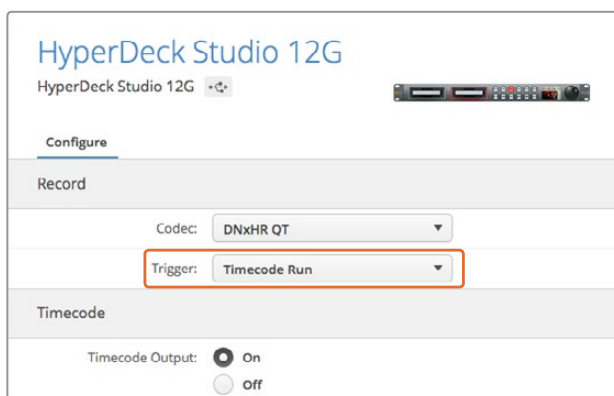 HyperDeck Studio 12G
HyperDeck Studio 12G
Configure
Record
Codec: DNxHR QT
Trigger: Timecode Run
Timecode
Timecode Output: On
Off